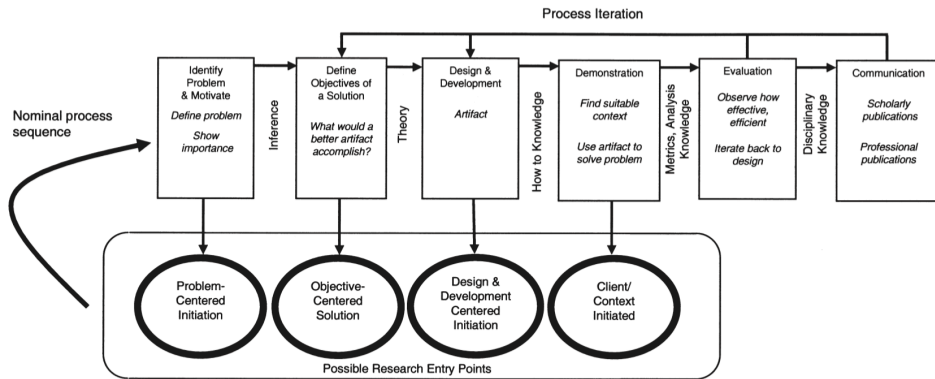 Process Iteration
Nominal process
sequence
Identify
Problem
& Motivate
Define problem
Show
importance
Inference
Define
Objectives of
a Solution
What would a
better artifact
accomplish?
Theory
Design &
Development
Artifact
How to Knowledge
Demonstration
Find suitable
context
Use artifact to
solve problem
Metrics, Analysis
Knowledge
Evaluation
Observe how
effective,
efficient
Iterate back to
design
Disciplinary
Knowledge
Communication
Scholarly
publications
Professional
publications
Problem-
Centered
Initiation
Objective-
Centered
Solution
Design &
Development
Centered
Initiation
Client/
Context
Initiated
Possible Research Entry Points